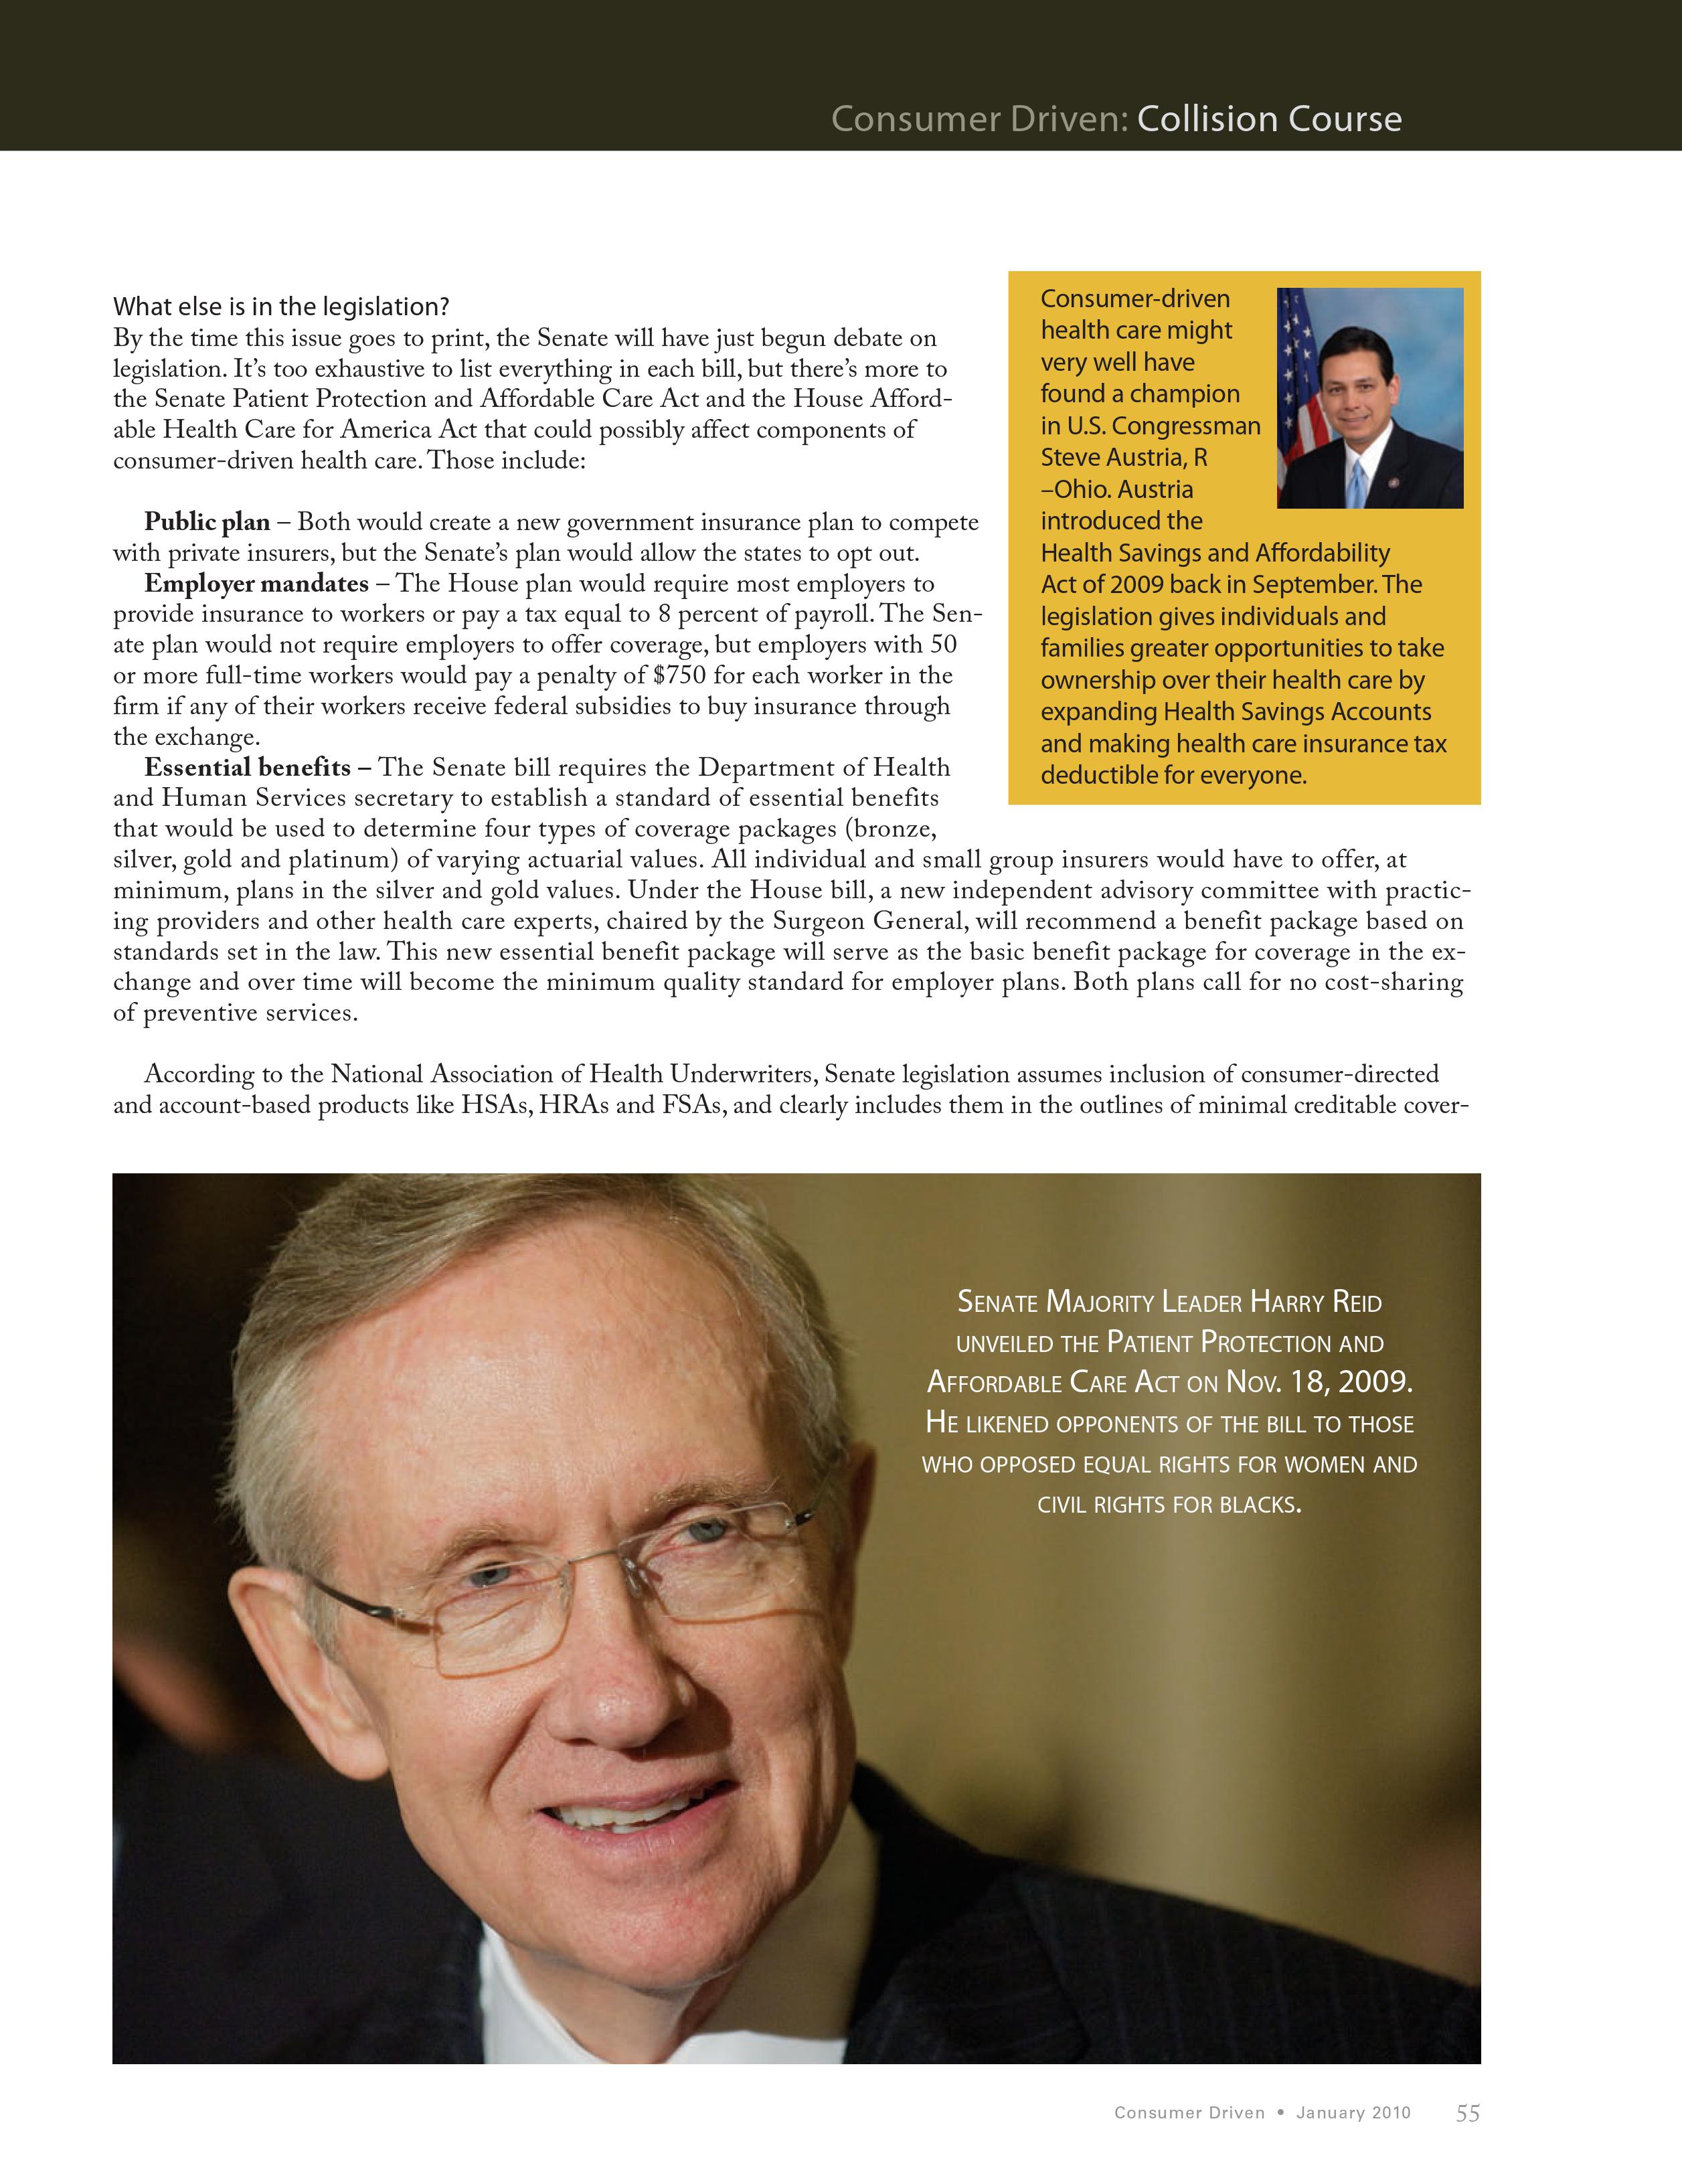 Consumer Driven: Collision Course
What else is in the legislation?
By the time this issue goes to print, the Senate will have just begun debate on
legislation. It’s too exhaustive to list everything in each bill, but there’s more to
the Senate Patient Protection and Affordable Care Act and the House Afford-
able Health Care for America Act that could possibly affect components of
consumer-driven health care. Those include:
Public plan – Both would create a new government insurance plan to compete
with private insurers, but the Senate’s plan would allow the states to opt out.
Employer mandates – The House plan would require most employers to
provide insurance to workers or pay a tax equal to 8 percent of payroll. The Sen-
ate plan would not require employers to offer coverage, but employers with 50
or more full-time workers would pay a penalty of $750 for each worker in the
firm if any of their workers receive federal subsidies to buy insurance through
the exchange.
Essential benefits – The Senate bill requires the Department of Health
and Human Services secretary to establish a standard of essential benefits
that would be used to determine four types of coverage packages (bronze,
silver, gold and platinum) of varying actuarial values. All individual and small group insurers would have to offer, at
minimum, plans in the silver and gold values. Under the House bill, a new independent advisory committee with practic-
ing providers and other health care experts, chaired by the Surgeon General, will recommend a benefit package based on
standards set in the law. This new essential benefit package will serve as the basic benefit package for coverage in the ex-
change and over time will become the minimum quality standard for employer plans. Both plans call for no cost-sharing
of preventive services.
According to the National Association of Health Underwriters, Senate legislation assumes inclusion of consumer-directed
and account-based products like HSAs, HRAs and FSAs, and clearly includes them in the outlines of minimal creditable cover-
Consumer-driven
health care might
very well have
found a champion
in U.S. Congressman
Steve Austria, R
–Ohio. Austria
introduced the
Health Savings and Affordability
Act of 2009 back in September. The
legislation gives individuals and
families greater opportunities to take
ownership over their health care by
expanding Health Savings Accounts
and making health care insurance tax
deductible for everyone.
Senate Majority Leader Harry Reid
unveiled the Patient Protection and
Affordable Care Act on Nov. 18, 2009.
He likened opponents of the bill to those
who opposed equal rights for women and
civil rights for blacks.
Consumer Driven • January 2010 55